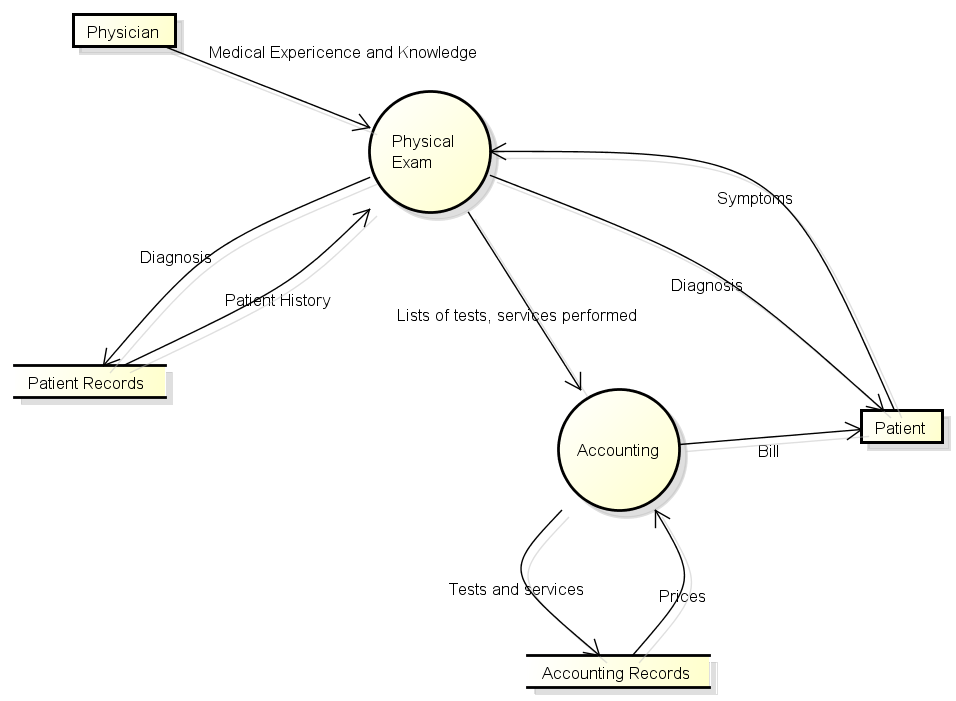 Physician
Medical Expericence and Knowledge
Physical
Exam
Symptoms
Diagnosis
Diagnosis
Patient History
Lists of tests, services performed
Patient Records
Patient
Accounting
Bill
Tests and services
Prices
Accounting Records